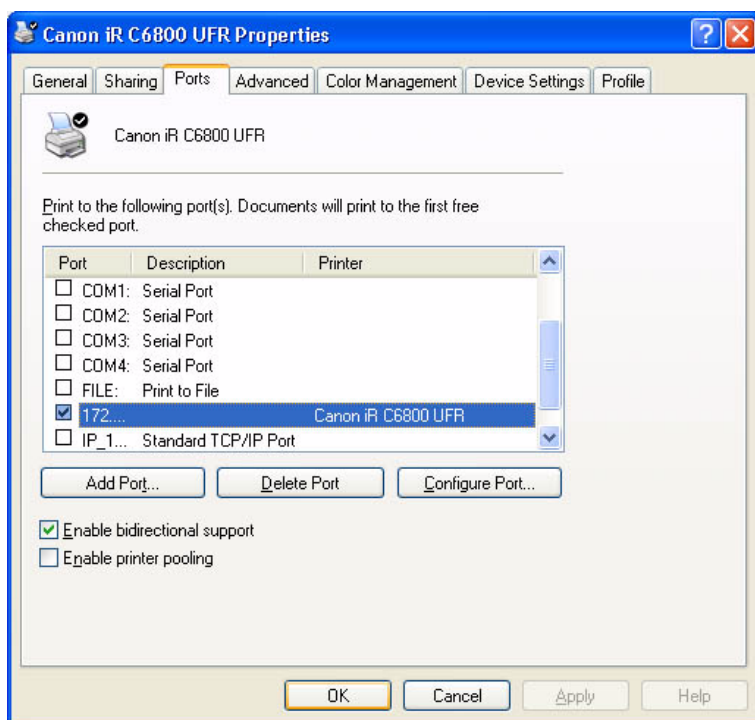 Canon iR C6800 UFR Properties
General Sharing Ports Advanced Color Management Device Settings Profile
Canon iR C6800 UFR
Print to the following port(s). Documents will print to the first free
checked port.
Port Description Printer
COM1: Serial Port
COM2: Serial Port
COM3: Serial Port
COM4: Serial Port
FILE: Print to File
172.... Canon iR C6800 UFR
IP_1... Standard TCP/IP Port
Add Port... Delete Port Configure Port...
Enable bidirectional support
Enable printer pooling
OK Cancel Apply Help